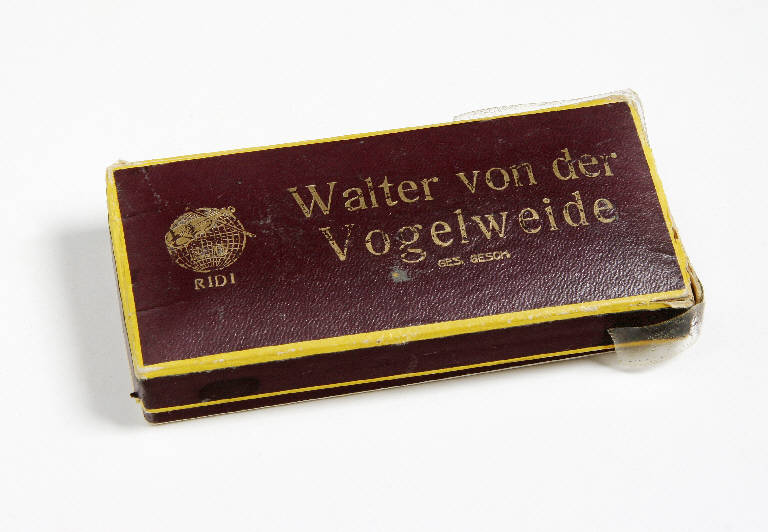 Walter von der
Vogelweide
GES. GESCH.
RIDI